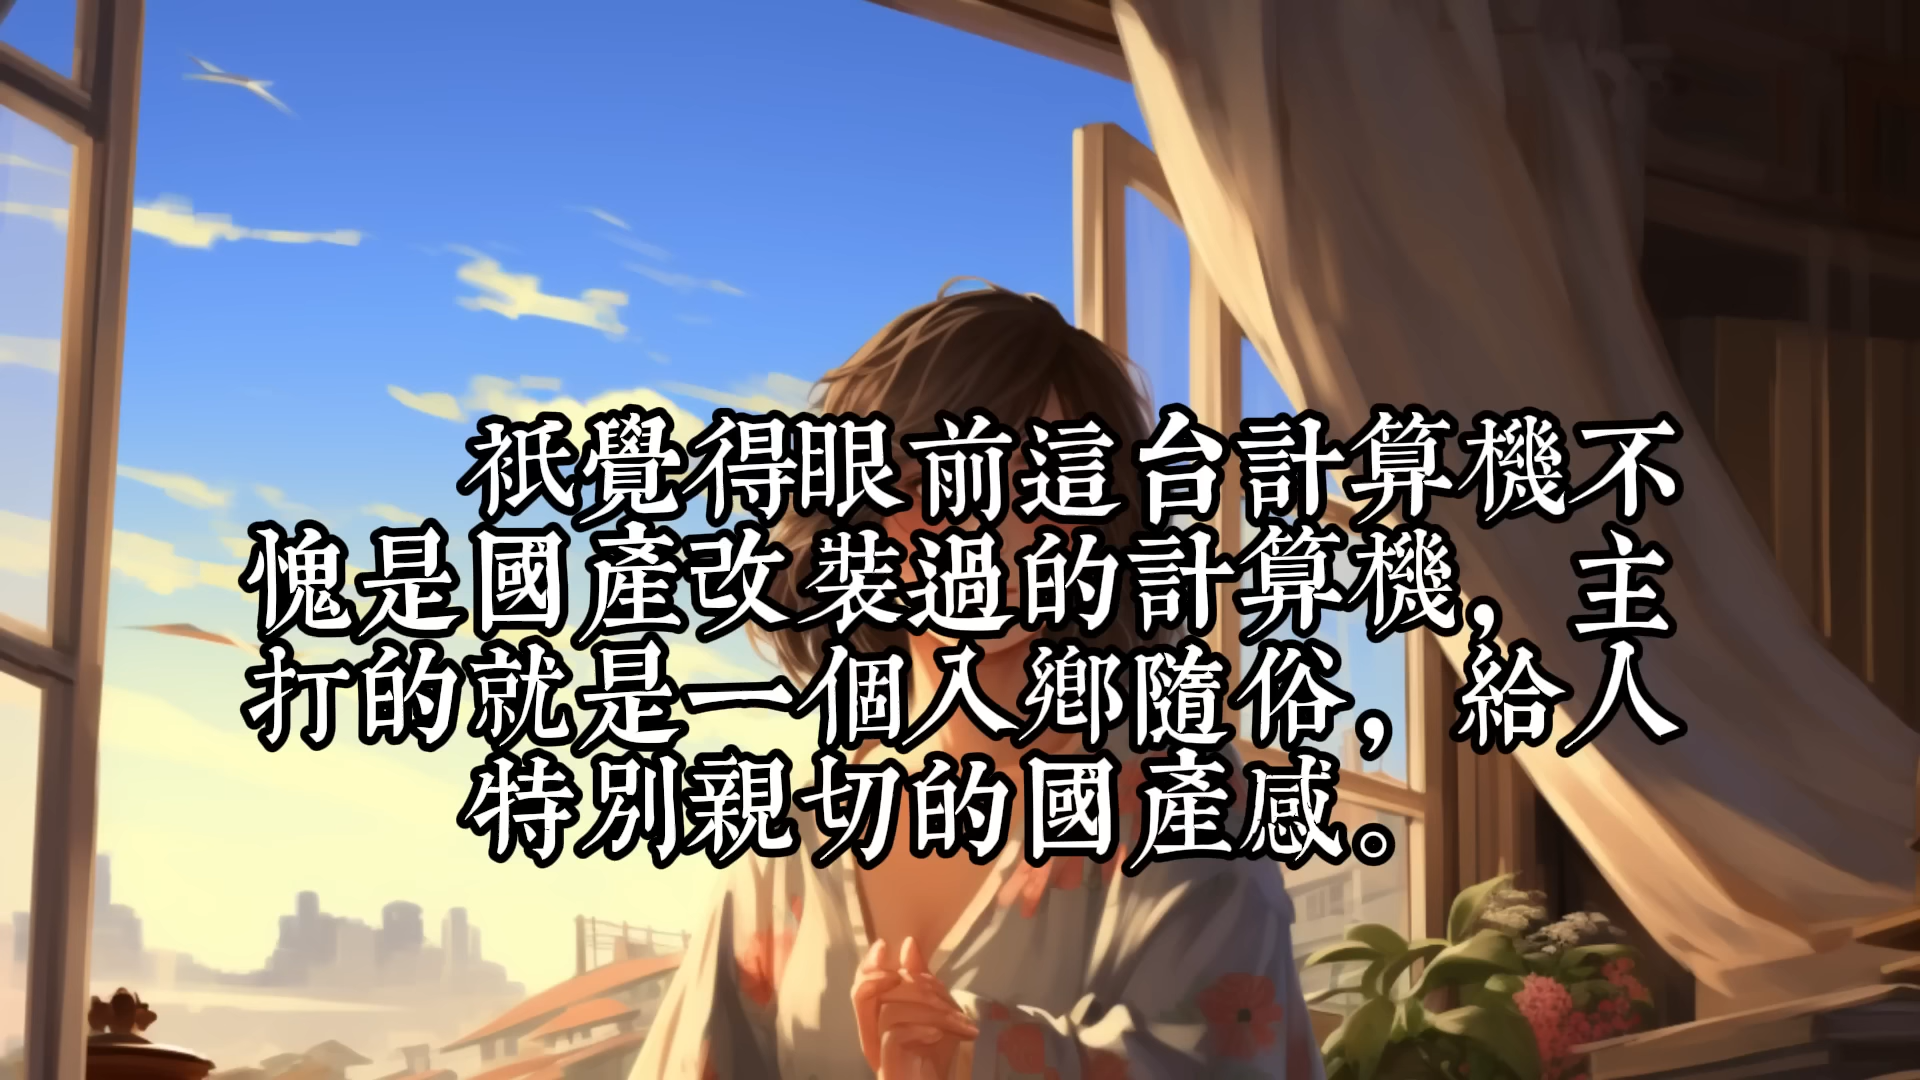 衹覺得眼前這台計算機不
愧是國產改裝過的計算機，主
打的就是一個入鄉隨俗，給人
特別親切的國產感。